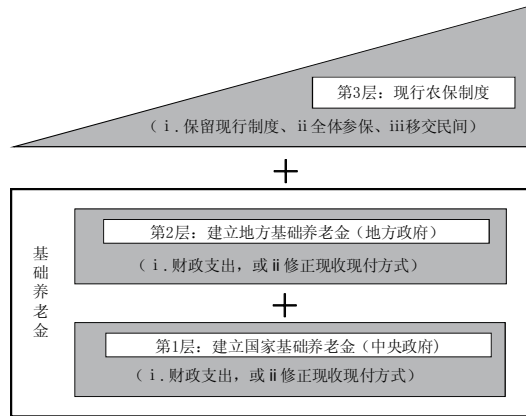 第3层：现行农保制度
（ⅰ.保留现行制度、ⅱ全体参保、ⅲ移交民间）
+
基础养老金
第2层：建立地方基础养老金（地方政府）
（ⅰ.财政支出，或ⅱ修正现收现付方式）
+
第1层：建立国家基础养老金（中央政府）
（ⅰ.财政支出，或ⅱ修正现收现付方式）